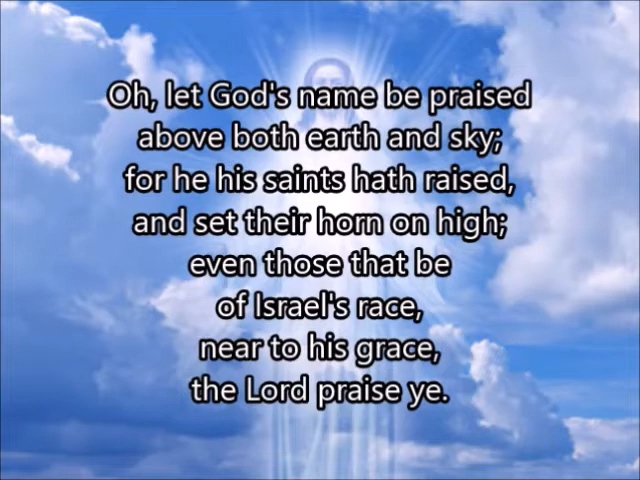 Oh, let God's name be praised
above both earth and sky;
for he his saints hath raised,
and set their horn on high;
even those that be
of Israel's race,
near to his grace,
the Lord praise ye.